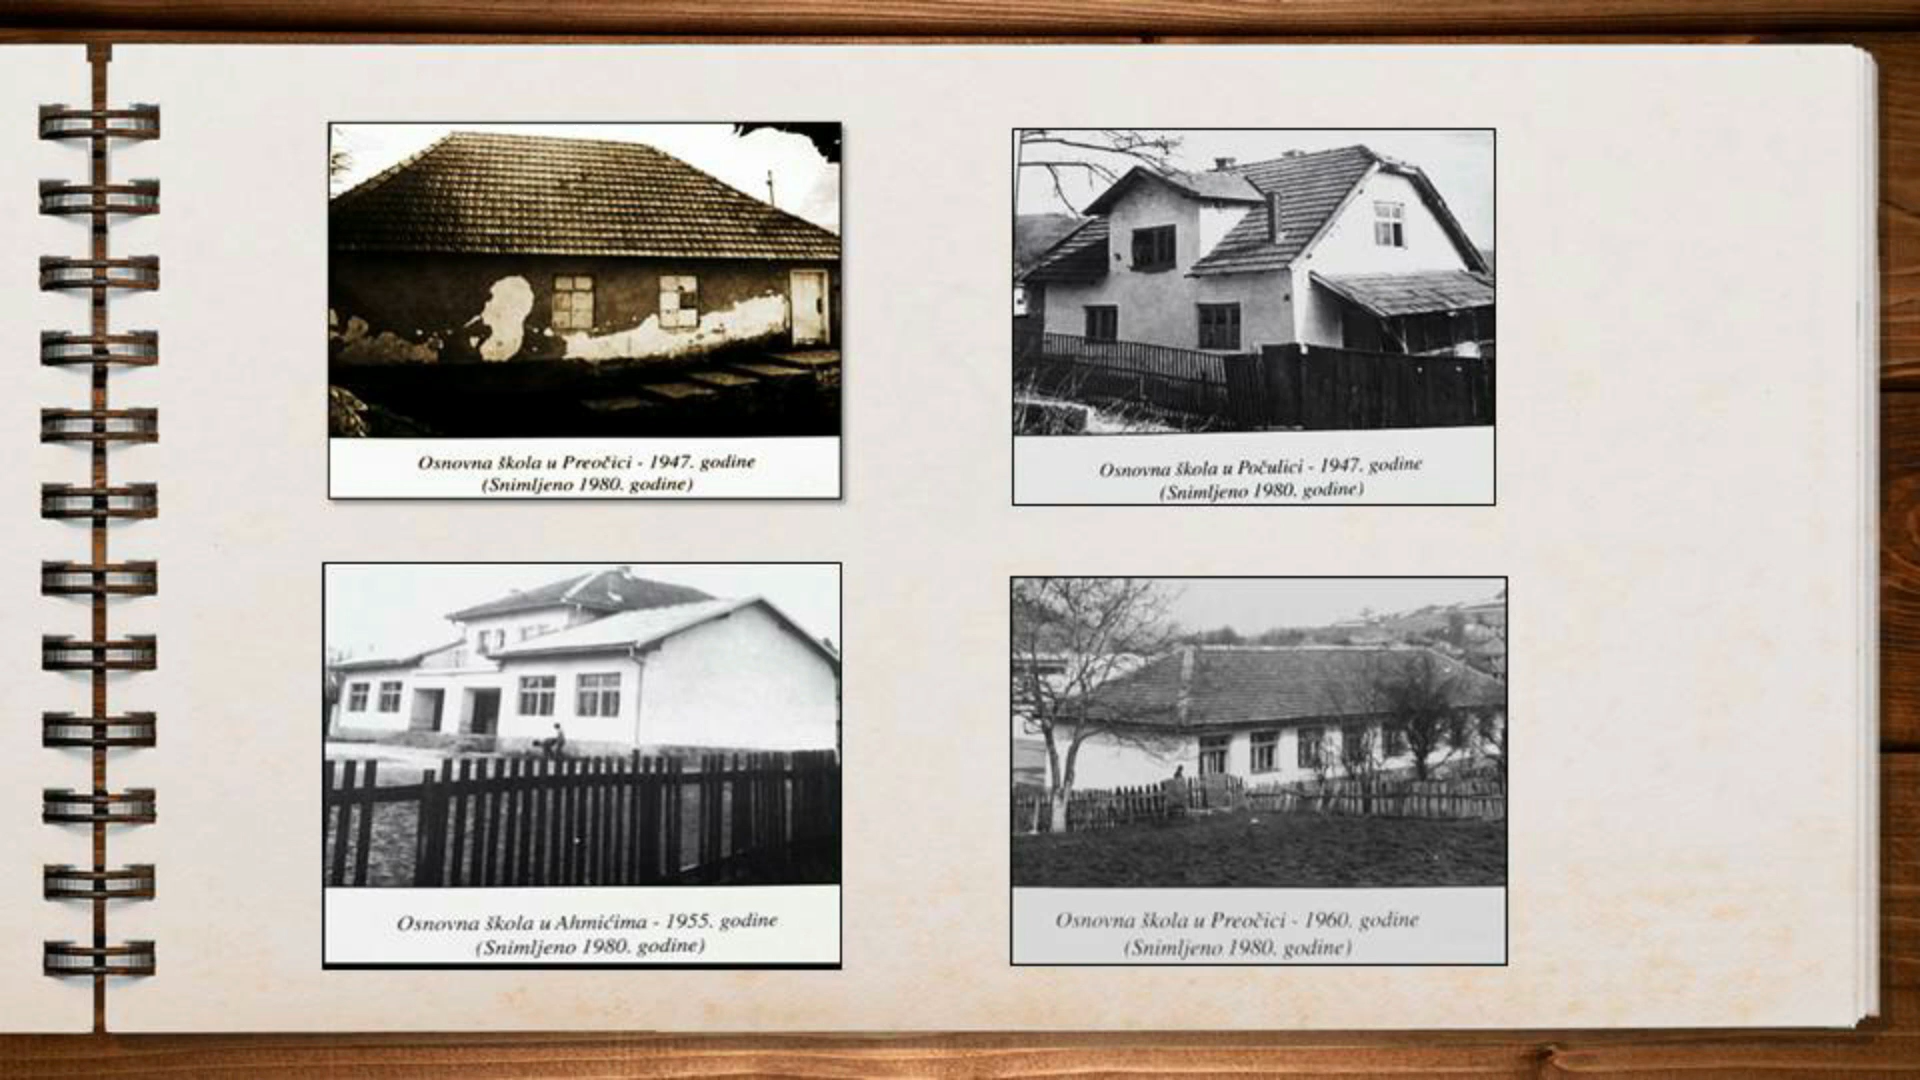 Osnovna škola u Preočici - 1947. godine
(Snimljeno 1980. godine)
Osnovna škola u Počulici - 1947. godine
(Snimljeno 1980. godine)
Osnovna škola u Ahmićima - 1955. godine
(Snimljeno 1980. godine)
Osnovna škola u Preočici - 1960. godine
(Snimljeno 1980. godine)